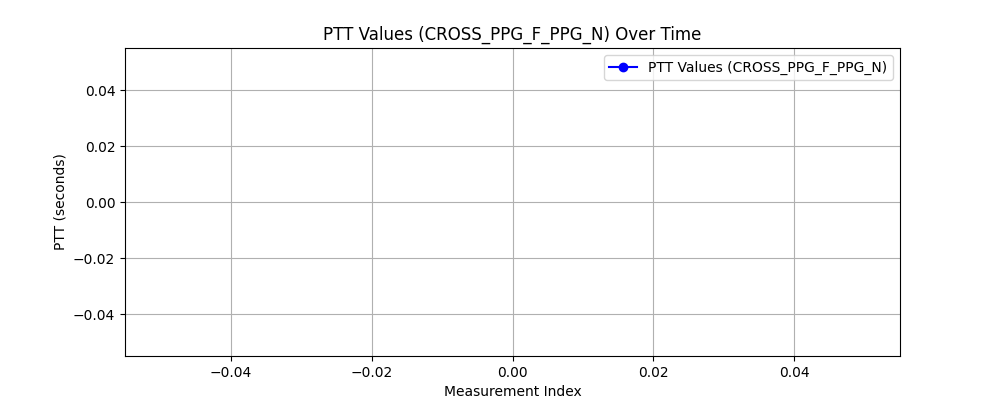 PTT Values (CROSS_PPG_F_PPG_N) Over Time
PTT Values (CROSS_PPG_F_PPG_N)
PTT (seconds)
0.04
0.02
0.00
−0.02
−0.04
−0.04
−0.02
0.00
0.02
0.04
Measurement Index